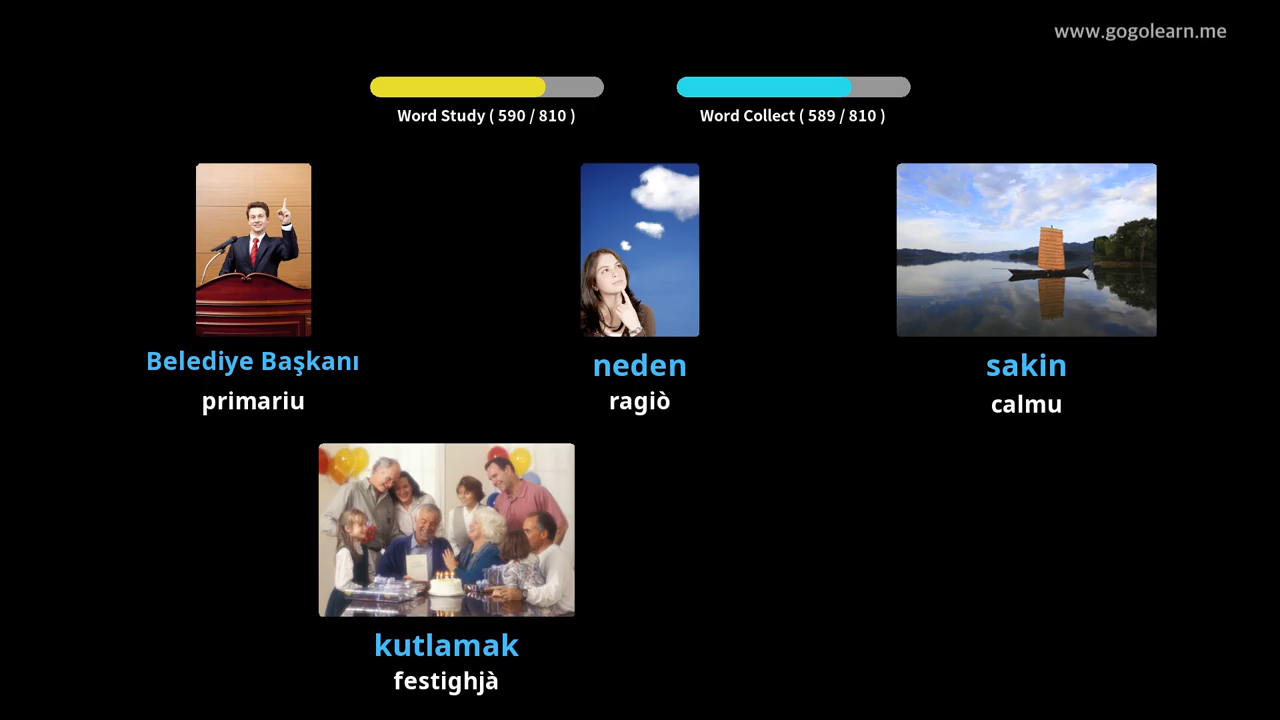 www.gogolearn.me
Word Study ( 590 / 810 )
Word Collect ( 589 / 810 )
Belediye Başkanı
primariu
neden
ragiò
sakin
calmu
kutlamak
festighjà